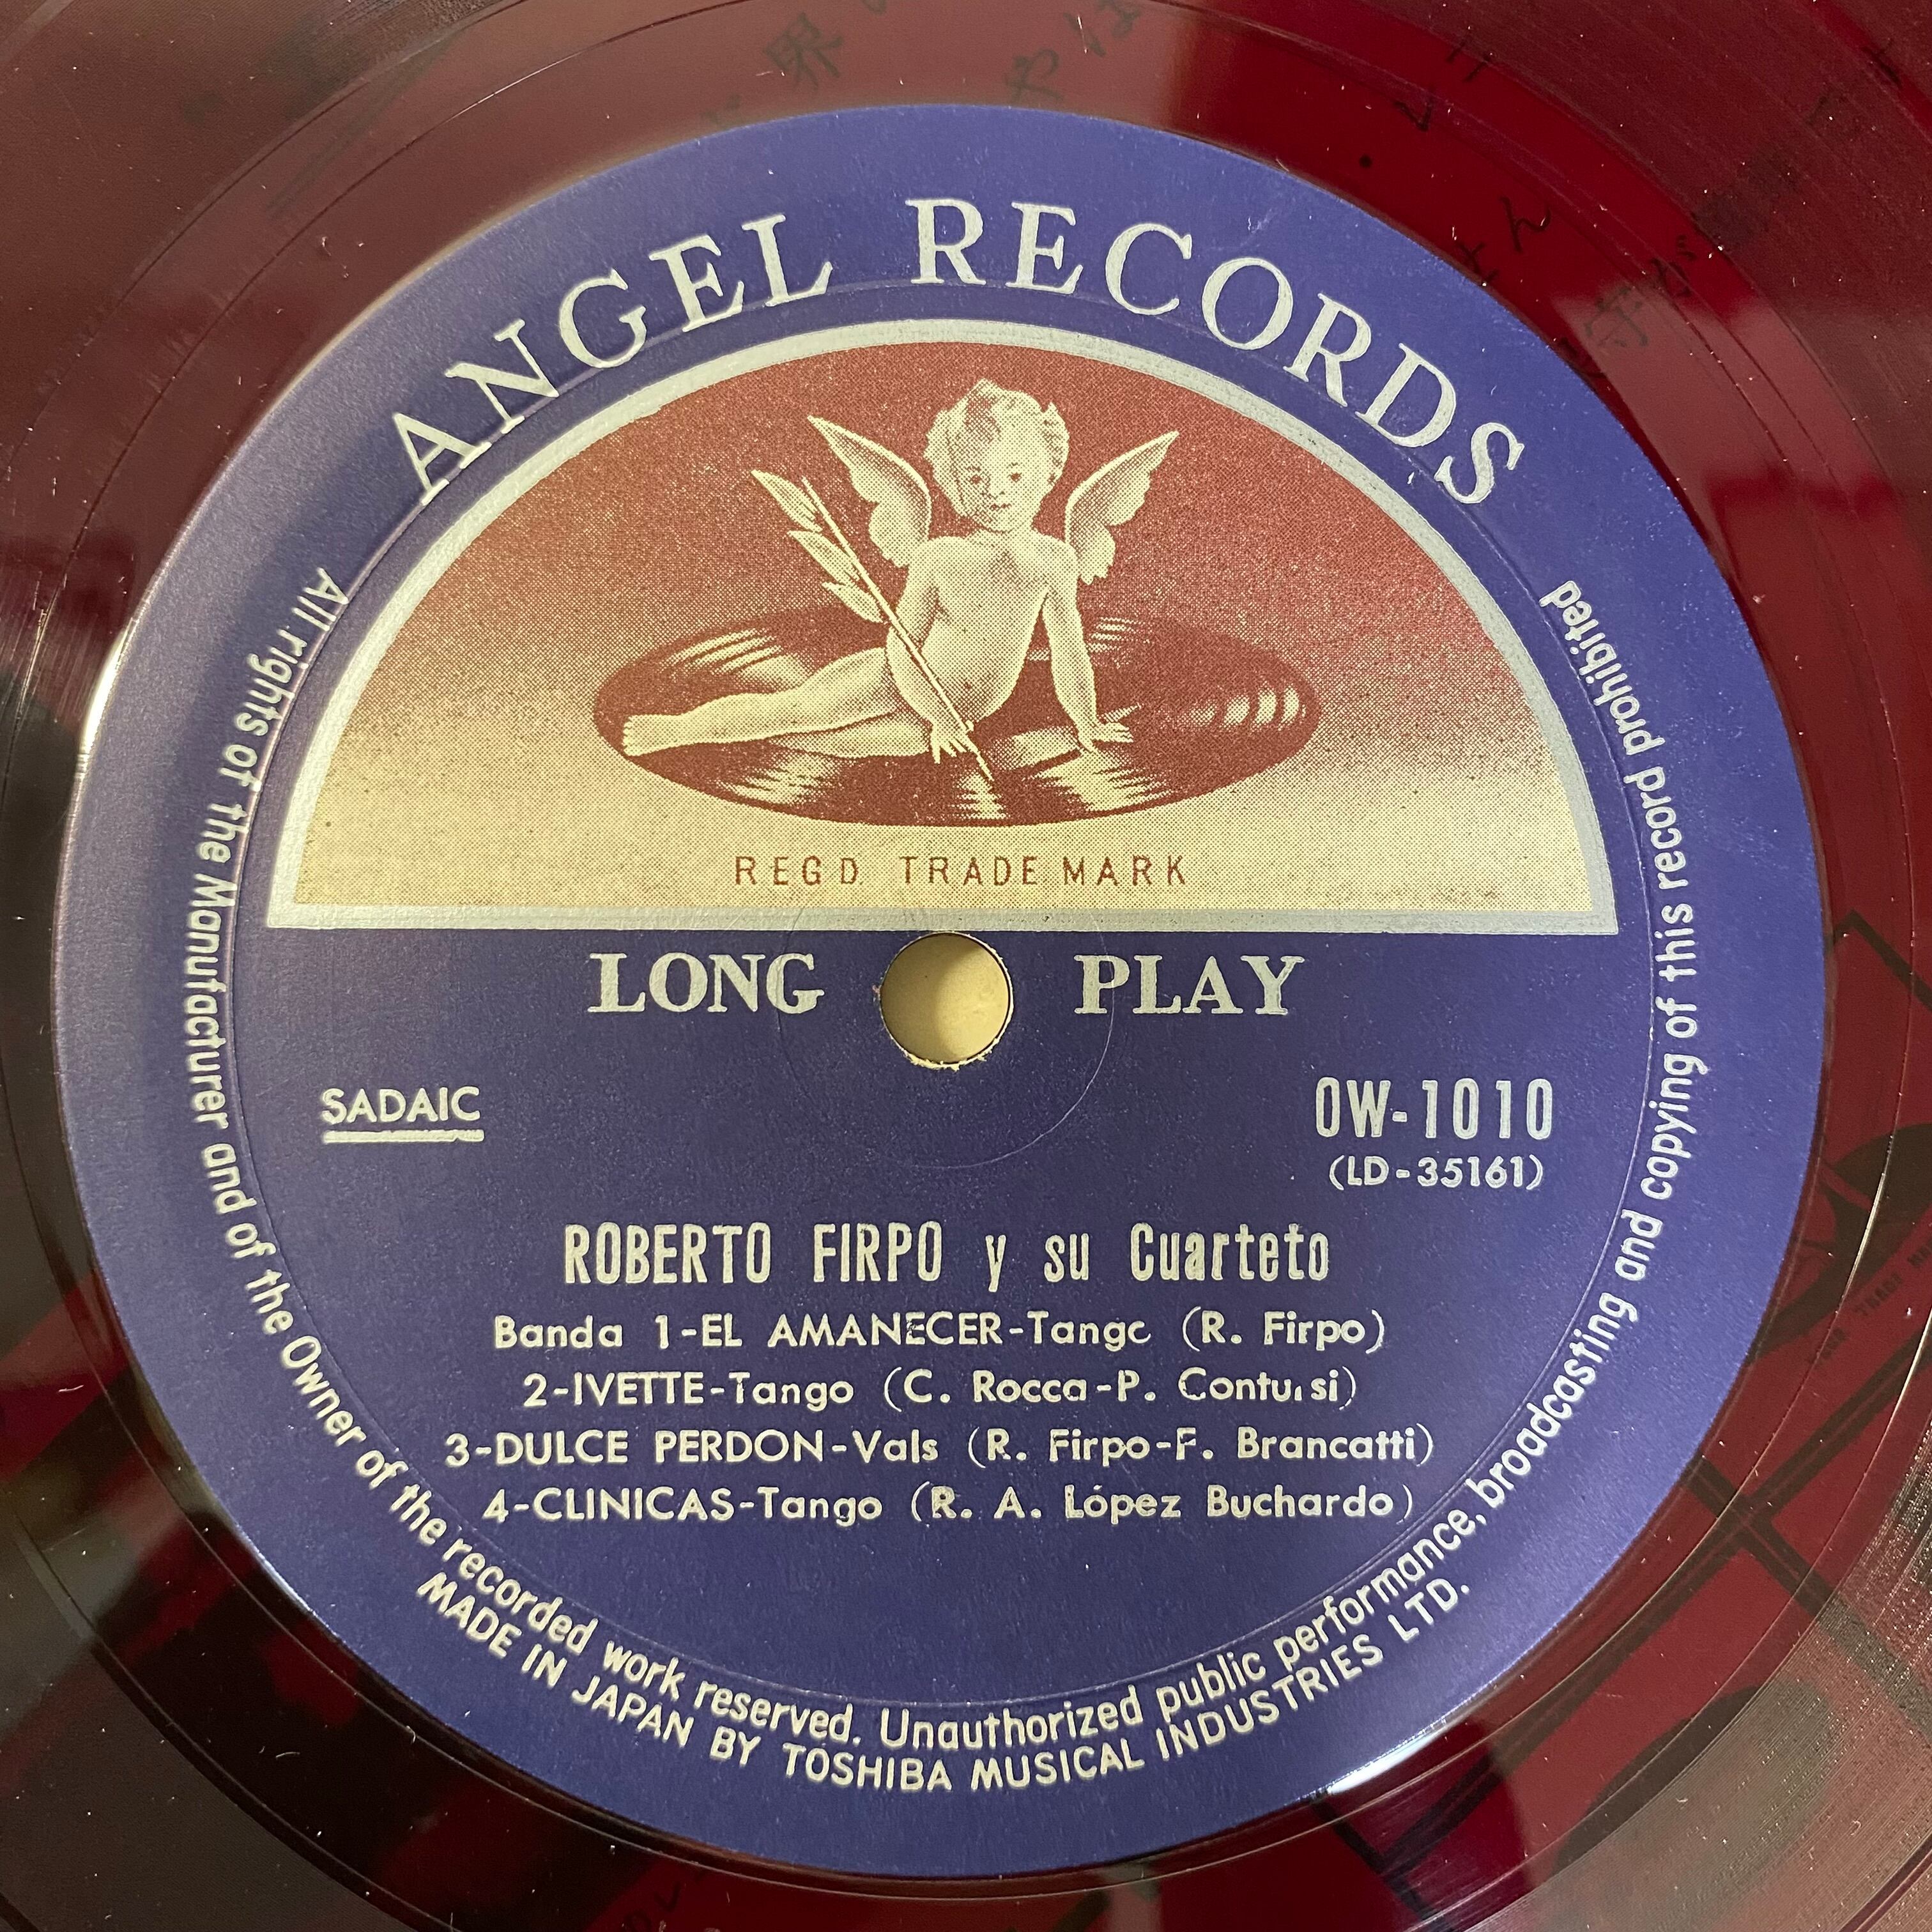 ANGEL RECORDS
REGD. TRADE MARK
LONG PLAY
SADAIC
OW-1010
(LD-35161)
ROBERTO FIRPO y su Cuarteto
Banda 1-EL AMANECER-Tango (R. Firpo)
2-IVETTE-Tango (C. Rocca-P. Contursi)
3-DULCE PERDON-Vals (R. Firpo-F. Brancatti)
4-CLINICAS-Tango (R. A. López Buchardo)
All rights of the Manufacturer and of the Owner of the recorded work reserved. Unauthorized public performance, broadcasting and copying of this record prohibited
MADE IN JAPAN BY TOSHIBA MUSICAL INDUSTRIES LTD.